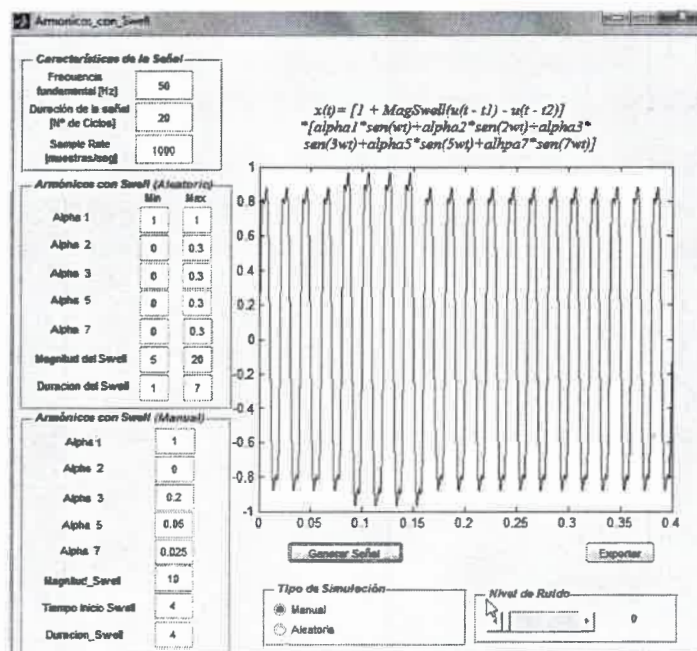 Armonicos_con_Swell
Características de la Señal
Frecuencia
fundamental [Hz]
50
Duración de la señal
[Nº de Ciclos]
20
Sample Rate
[muestras/seg]
1000
x(t)= [1 + MagSwell(u(t - t1) - u(t - t2)]
*[alpha1*sen(wt)+alpha2*sen(2wt)+alpha3*
sen(3wt)+alpha5*sen(5wt)+alhpa7*sen(7wt)]
Armónicos con Swell (Aleatorio)
Min Max
Alpha 1 1 1
Alpha 2 0 0.3
Alpha 3 0 0.3
Alpha 5 0 0.3
Alpha 7 0 0.3
Magnitud del Swell 5 20
Duracion del Swell 1 7
Armónicos con Swell (Manual)
Alpha 1 1
Alpha 2 0
Alpha 3 0.2
Alpha 5 0.05
Alpha 7 0.025
Magnitud_Swell 10
Tiempo Inicio Swell 4
Duracion_Swell 4
1
0.8
0.6
0.4
0.2
0
-0.2
-0.4
-0.6
-0.8
-1
0 0.05 0.1 0.15 0.2 0.25 0.3 0.35 0.4
Generar Señal
Exportar
Tipo de Simulación
Manual
Aleatoria
Nivel de Ruido
0